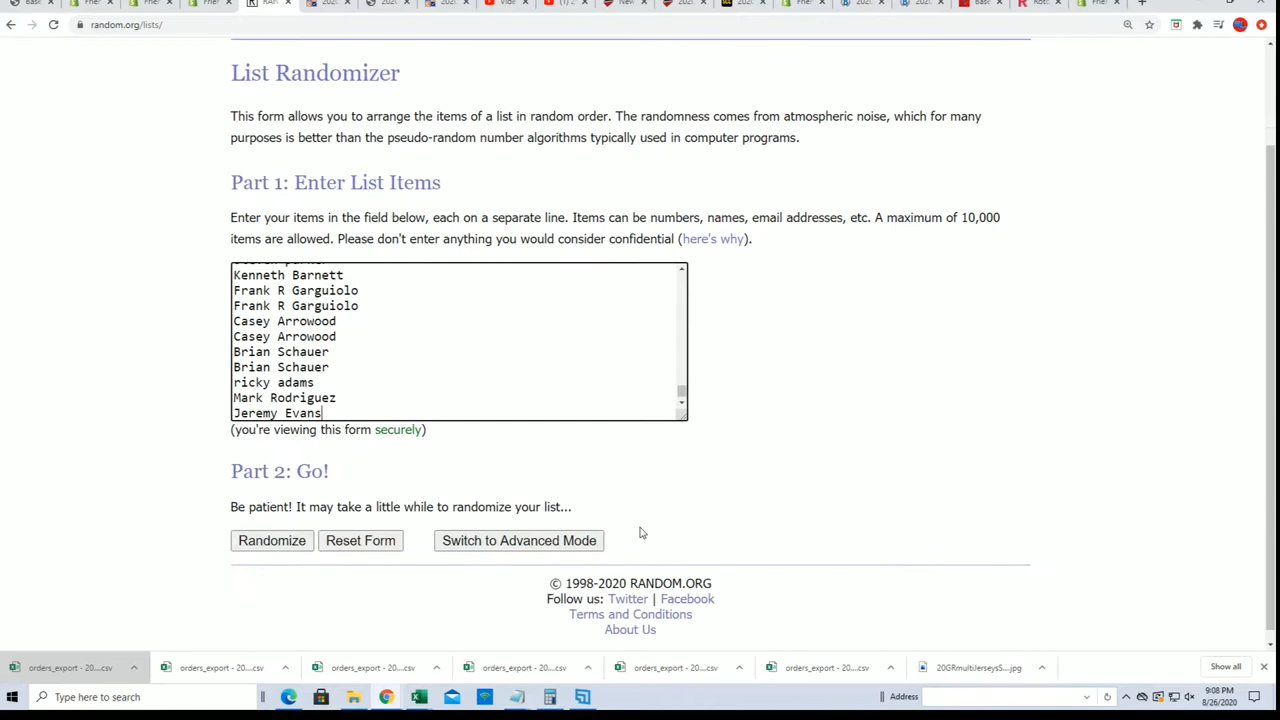 random.org/lists/
List Randomizer
This form allows you to arrange the items of a list in random order. The randomness comes from atmospheric noise, which for many
purposes is better than the pseudo-random number algorithms typically used in computer programs.
Part 1: Enter List Items
Enter your items in the field below, each on a separate line. Items can be numbers, names, email addresses, etc. A maximum of 10,000
items are allowed. Please don't enter anything you would consider confidential (here's why).
Kenneth Barnett
Frank R Garguiolo
Frank R Garguiolo
Casey Arrowood
Casey Arrowood
Brian Schauer
Brian Schauer
ricky adams
Mark Rodriguez
Jeremy Evans
(you're viewing this form securely)
Part 2: Go!
Be patient! It may take a little while to randomize your list...
Randomize Reset Form Switch to Advanced Mode
© 1998-2020 RANDOM.ORG
Follow us: Twitter | Facebook
Terms and Conditions
About Us
orders_export - 20....csv orders_export - 20....csv orders_export - 20....csv orders_export - 20....csv orders_export - 20....csv orders_export - 20....csv 20GRmultiJerseysS....jpg Show all
Type here to search Address 9:08 PM
8/26/2020